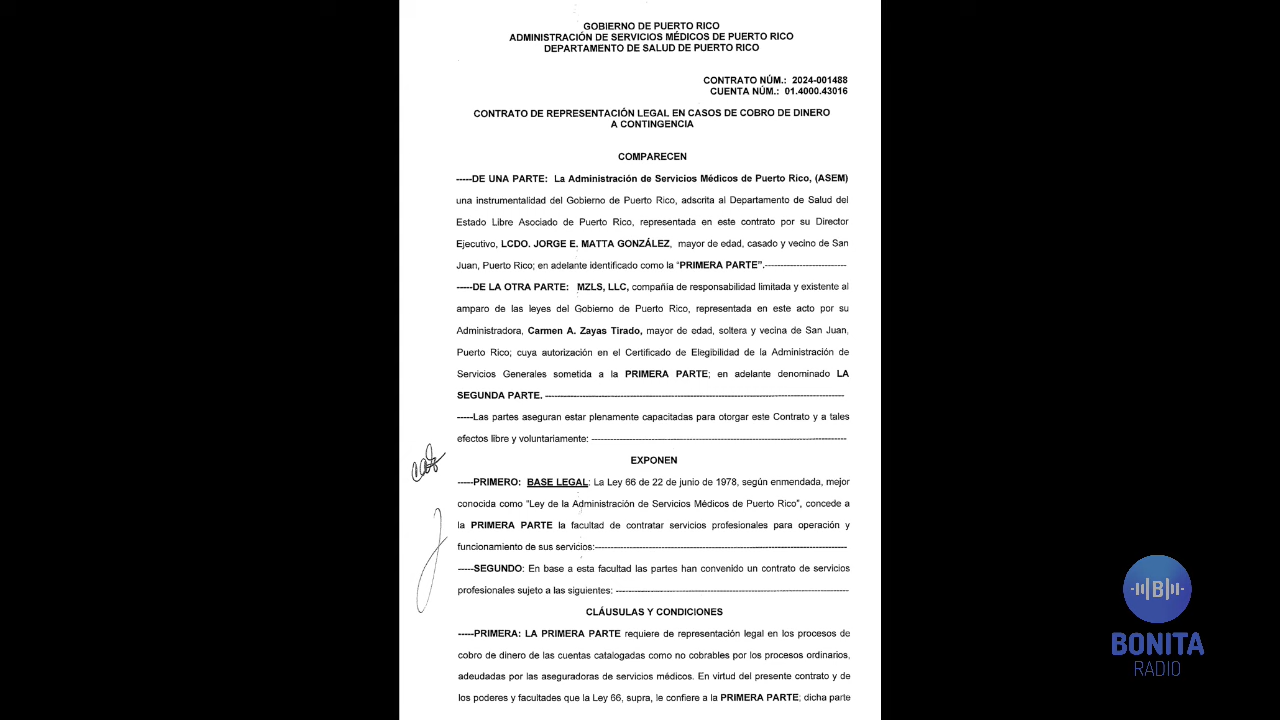 GOBIERNO DE PUERTO RICO
ADMINISTRACIÓN DE SERVICIOS MÉDICOS DE PUERTO RICO
DEPARTAMENTO DE SALUD DE PUERTO RICO
CONTRATO NÚM.: 2024-001488
CUENTA NÚM.: 01.4000.43016
CONTRATO DE REPRESENTACIÓN LEGAL EN CASOS DE COBRO DE DINERO
A CONTINGENCIA
COMPARECEN
-----DE UNA PARTE: La Administración de Servicios Médicos de Puerto Rico, (ASEM)
una instrumentalidad del Gobierno de Puerto Rico, adscrita al Departamento de Salud del
Estado Libre Asociado de Puerto Rico, representada en este contrato por su Director
Ejecutivo, LCDO. JORGE E. MATTA GONZÁLEZ, mayor de edad, casado y vecino de San
Juan, Puerto Rico; en adelante identificado como la “PRIMERA PARTE”.--------------------------
-----DE LA OTRA PARTE: MZLS, LLC, compañia de responsabilidad limitada y existente al
amparo de las leyes del Gobierno de Puerto Rico, representada en este acto por su
Administradora, Carmen A. Zayas Tirado, mayor de edad, soltera y vecina de San Juan,
Puerto Rico; cuya autorización en el Certificado de Elegibilidad de la Administración de
Servicios Generales sometida a la PRIMERA PARTE; en adelante denominado LA
SEGUNDA PARTE. ------------------------------------------------------------------------------------
-----Las partes aseguran estar plenamente capacitadas para otorgar este Contrato y a tales
efectos libre y voluntariamente: ------------------------------------------------------------------------
EXPONEN
-----PRIMERO: BASE LEGAL: La Ley 66 de 22 de junio de 1978, según enmendada, mejor
conocida como “Ley de la Administración de Servicios Médicos de Puerto Rico”, concede a
la PRIMERA PARTE la facultad de contratar servicios profesionales para operación y
funcionamiento de sus servicios:-----------------------------------------------------------------------
-----SEGUNDO: En base a esta facultad las partes han convenido un contrato de servicios
profesionales sujeto a las siguientes: -----------------------------------------------------------------
CLÁUSULAS Y CONDICIONES
-----PRIMERA: LA PRIMERA PARTE requiere de representación legal en los procesos de
cobro de dinero de las cuentas catalogadas como no cobrables por los procesos ordinarios,
adeudadas por las aseguradoras de servicios médicos. En virtud del presente contrato y de
los poderes y facultades que la Ley 66, supra, le confiere a la PRIMERA PARTE; dicha parte
B
BONITA
RADIO